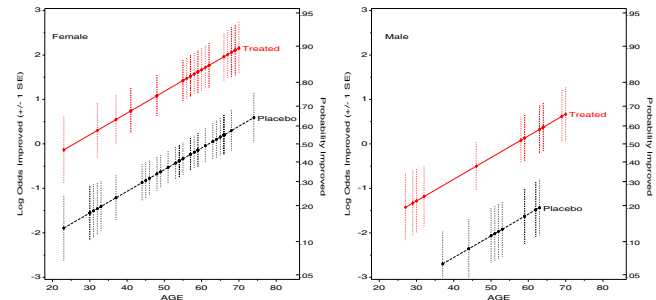 3
2
1
0
-1
-2
-3
Log Odds Improved (+/- 1 SE)
Female
Treated
Placebo
.95
.90
.80
.70
.60
.50
.40
.30
.20
.10
.05
Probability Improved
20 30 40 50 60 70 80
AGE
3
2
1
0
-1
-2
-3
Log Odds Improved (+/- 1 SE)
Male
Treated
Placebo
.95
.90
.80
.70
.60
.50
.40
.30
.20
.10
.05
Probability Improved
20 30 40 50 60 70 80
AGE